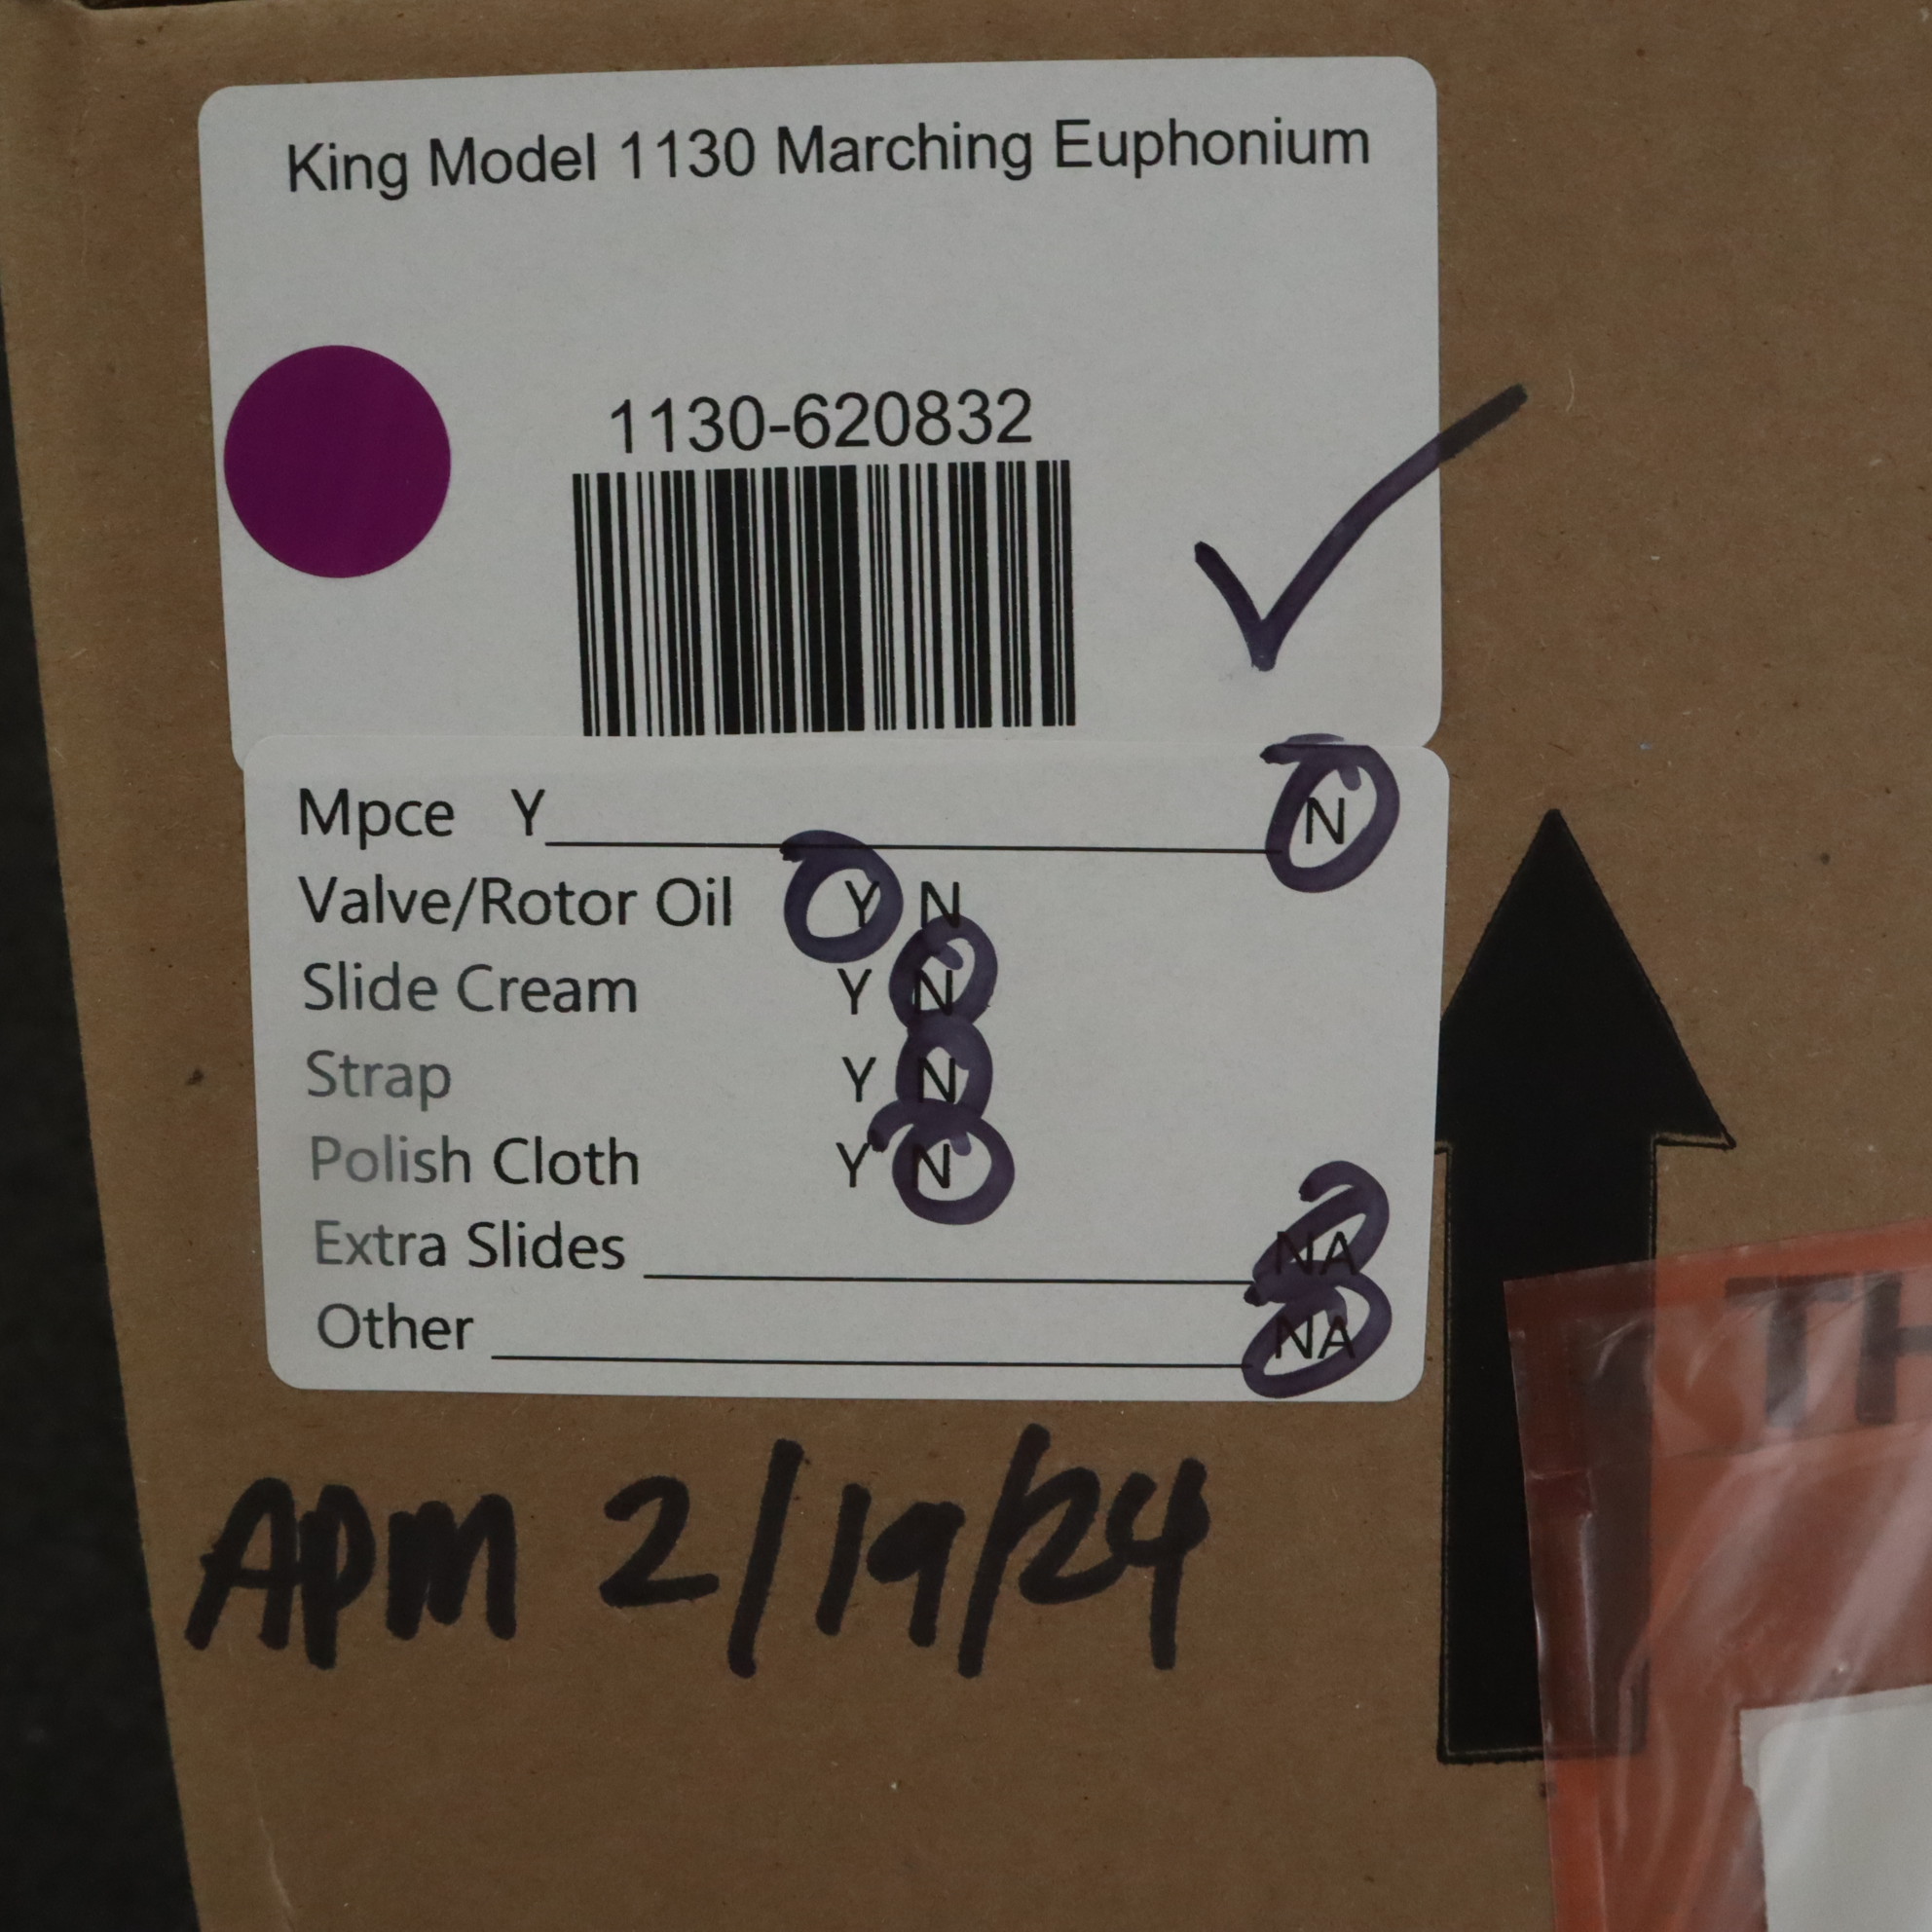 King Model 1130 Marching Euphonium
1130-620832
Mpce Y N
Valve/Rotor Oil Y N
Slide Cream Y N
Strap Y N
Polish Cloth Y N
Extra Slides NA
Other NA
APM 2/19/24